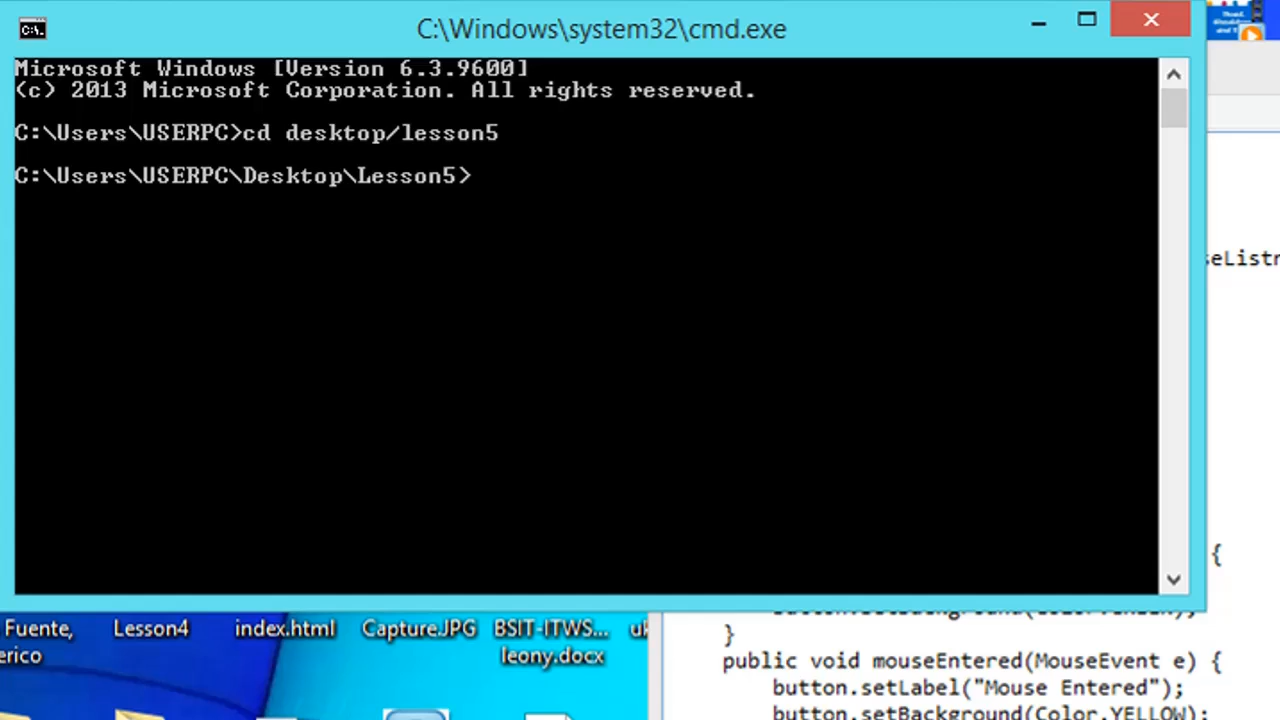 C:\Windows\system32\cmd.exe
Microsoft Windows [Version 6.3.9600]
(c) 2013 Microsoft Corporation. All rights reserved.
C:\Users\USERPC>cd desktop/lesson5
C:\Users\USERPC\Desktop\Lesson5>
{
}
public void mouseEntered(MouseEvent e) {
button.setLabel("Mouse Entered");
button.setBackground(Color.YELLOW);
Fuente,
Lesson4
index.html
Capture.JPG
BSIT-ITWS...
leony.docx